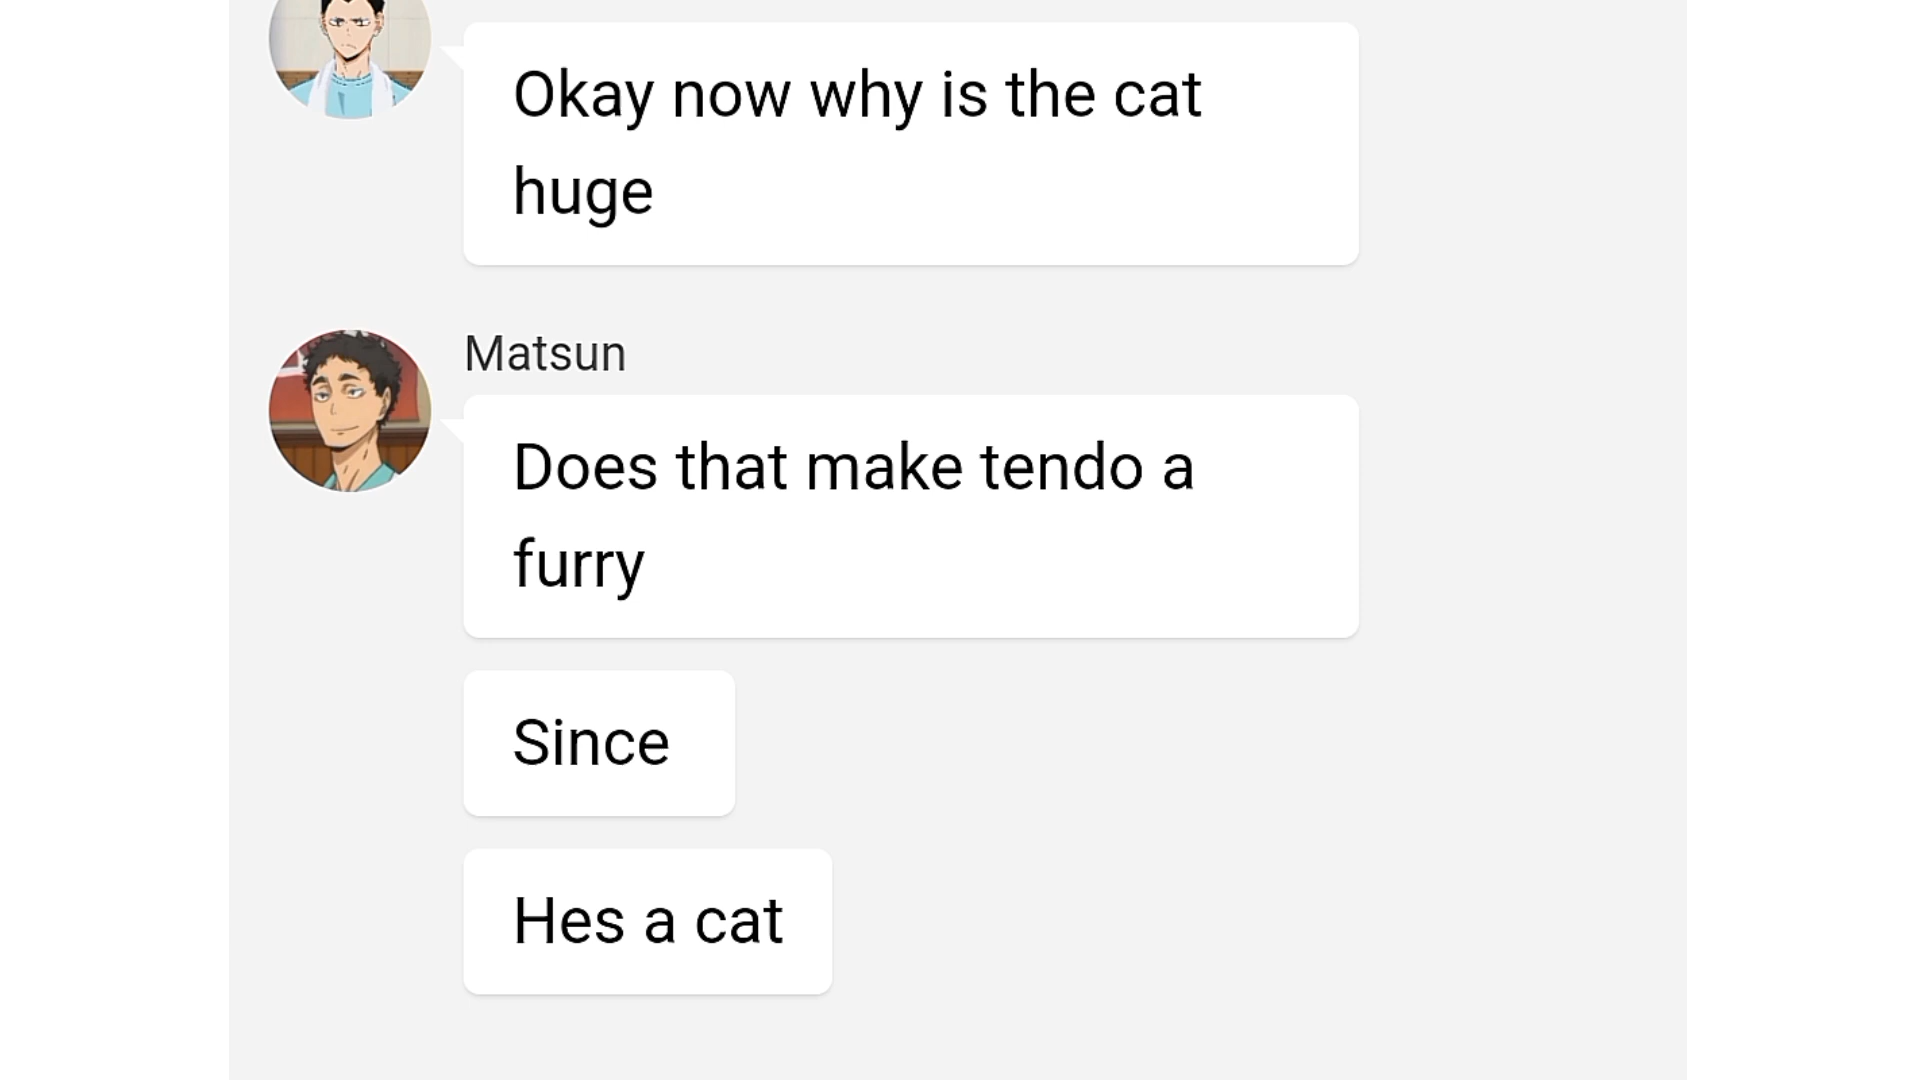 Okay now why is the cat
huge
Matsun
Does that make tendo a
furry
Since
Hes a cat